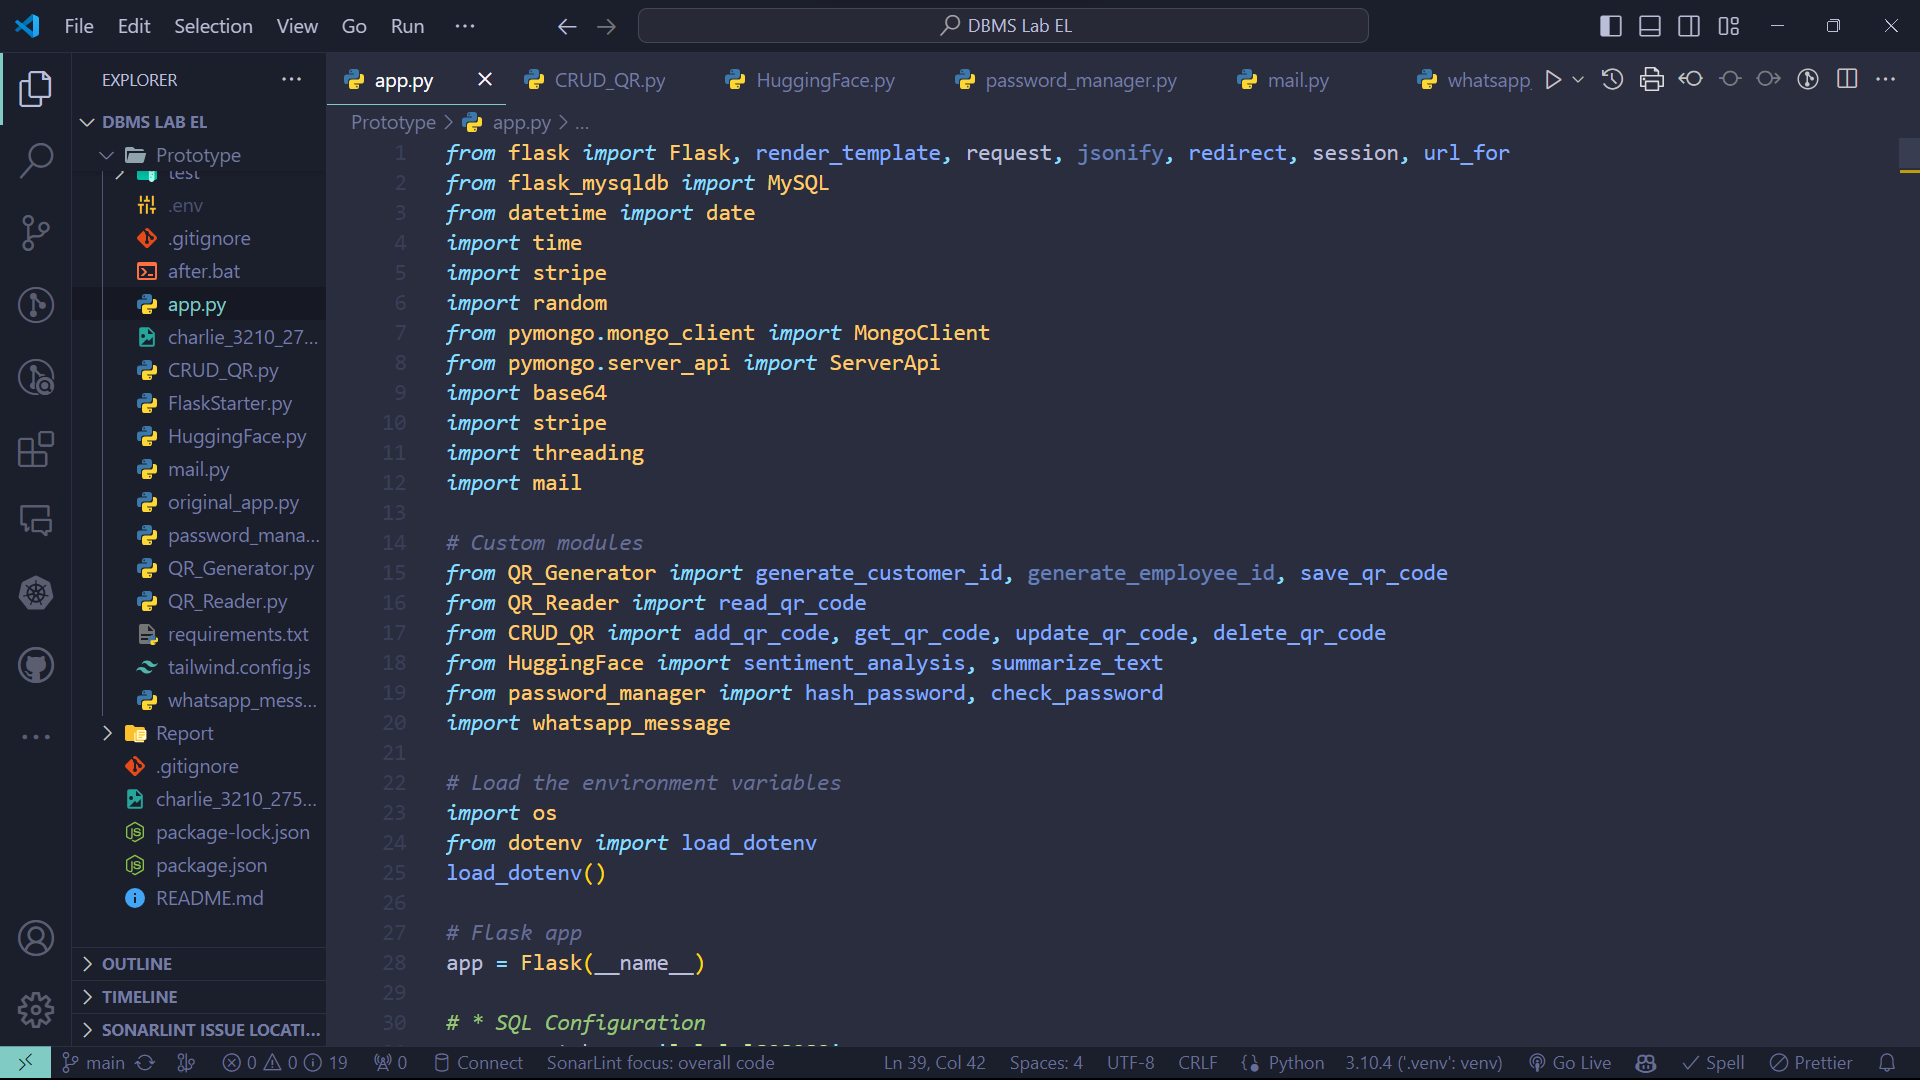 File Edit Selection View Go Run ... DBMS Lab EL
EXPLORER ...
DBMS LAB EL
Prototype
test
.env
.gitignore
after.bat
app.py
charlie_3210_27...
CRUD_QR.py
FlaskStarter.py
HuggingFace.py
mail.py
original_app.py
password_mana...
QR_Generator.py
QR_Reader.py
requirements.txt
tailwind.config.js
whatsapp_mess...
Report
.gitignore
charlie_3210_275...
package-lock.json
package.json
README.md
OUTLINE
TIMELINE
SONARLINT ISSUE LOCATI...
app.py CRUD_QR.py HuggingFace.py password_manager.py mail.py whatsapp_
Prototype > app.py > ...
1 from flask import Flask, render_template, request, jsonify, redirect, session, url_for
2 from flask_mysqldb import MySQL
3 from datetime import date
4 import time
5 import stripe
6 import random
7 from pymongo.mongo_client import MongoClient
8 from pymongo.server_api import ServerApi
9 import base64
10 import stripe
11 import threading
12 import mail
13
14 # Custom modules
15 from QR_Generator import generate_customer_id, generate_employee_id, save_qr_code
16 from QR_Reader import read_qr_code
17 from CRUD_QR import add_qr_code, get_qr_code, update_qr_code, delete_qr_code
18 from HuggingFace import sentiment_analysis, summarize_text
19 from password_manager import hash_password, check_password
20 import whatsapp_message
21
22 # Load the environment variables
23 import os
24 from dotenv import load_dotenv
25 load_dotenv()
26
27 # Flask app
28 app = Flask(__name__)
29
30 # * SQL Configuration
main 0 0 19 0 Connect SonarLint focus: overall code Ln 39, Col 42 Spaces: 4 UTF-8 CRLF Python 3.10.4 ('.venv': venv) Go Live Spell Prettier